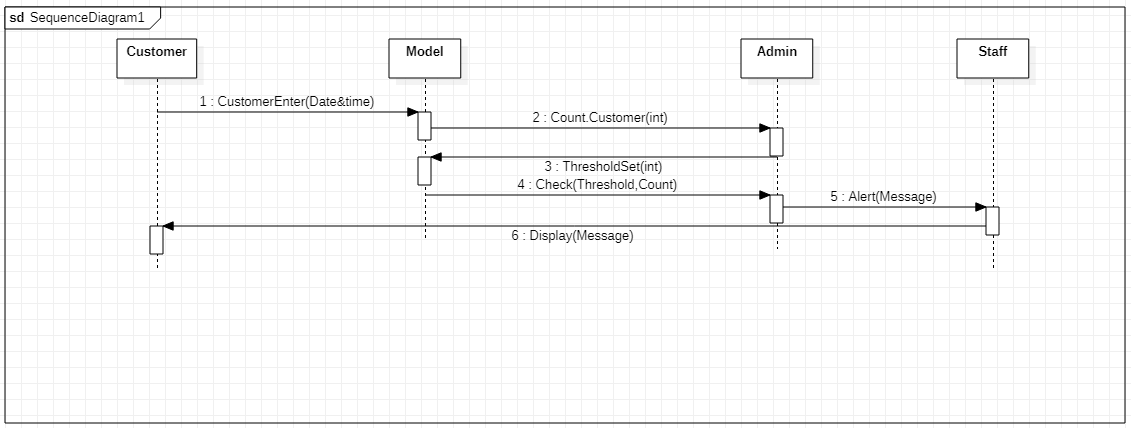 sd SequenceDiagram1
Customer
Model
Admin
Staff
1 : CustomerEnter(Date&time)
2 : Count.Customer(int)
3 : ThresholdSet(int)
4 : Check(Threshold,Count)
5 : Alert(Message)
6 : Display(Message)